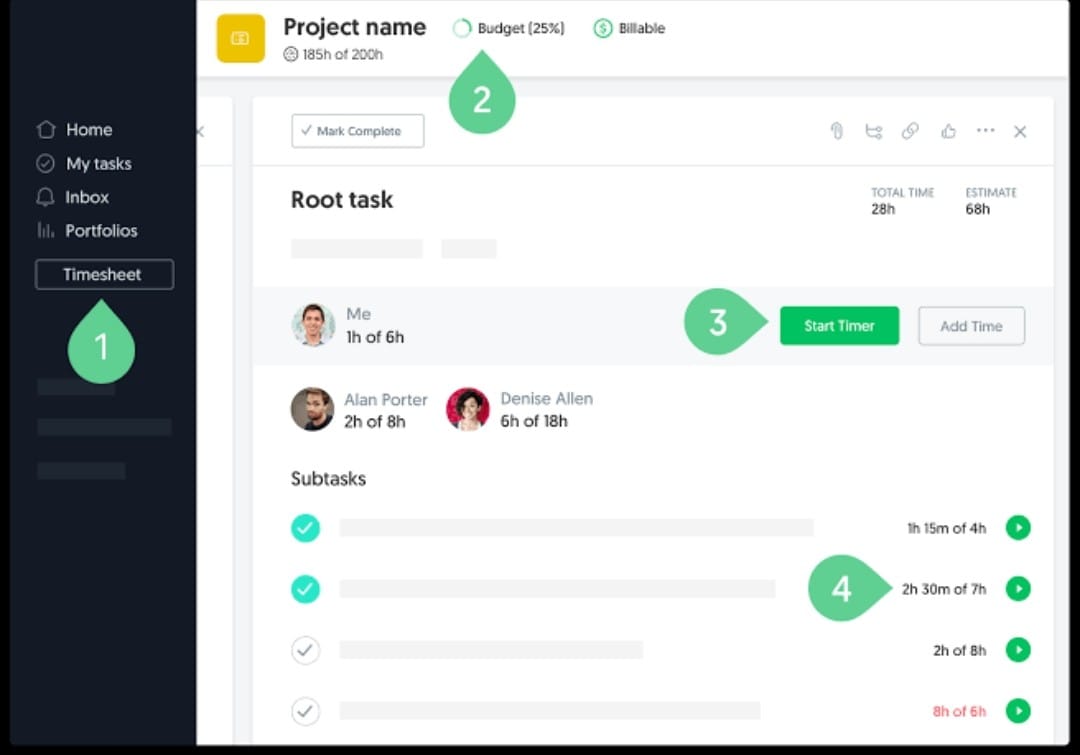 Home
My tasks
Inbox
Portfolios
Timesheet
1
Project name
Budget (25%)
Billable
185h of 200h
2
Mark Complete
Root task
TOTAL TIME
28h
ESTIMATE
68h
Me
1h of 6h
3
Start Timer
Add Time
Alan Porter
2h of 8h
Denise Allen
6h of 18h
Subtasks
1h 15m of 4h
4
2h 30m of 7h
2h of 8h
8h of 6h